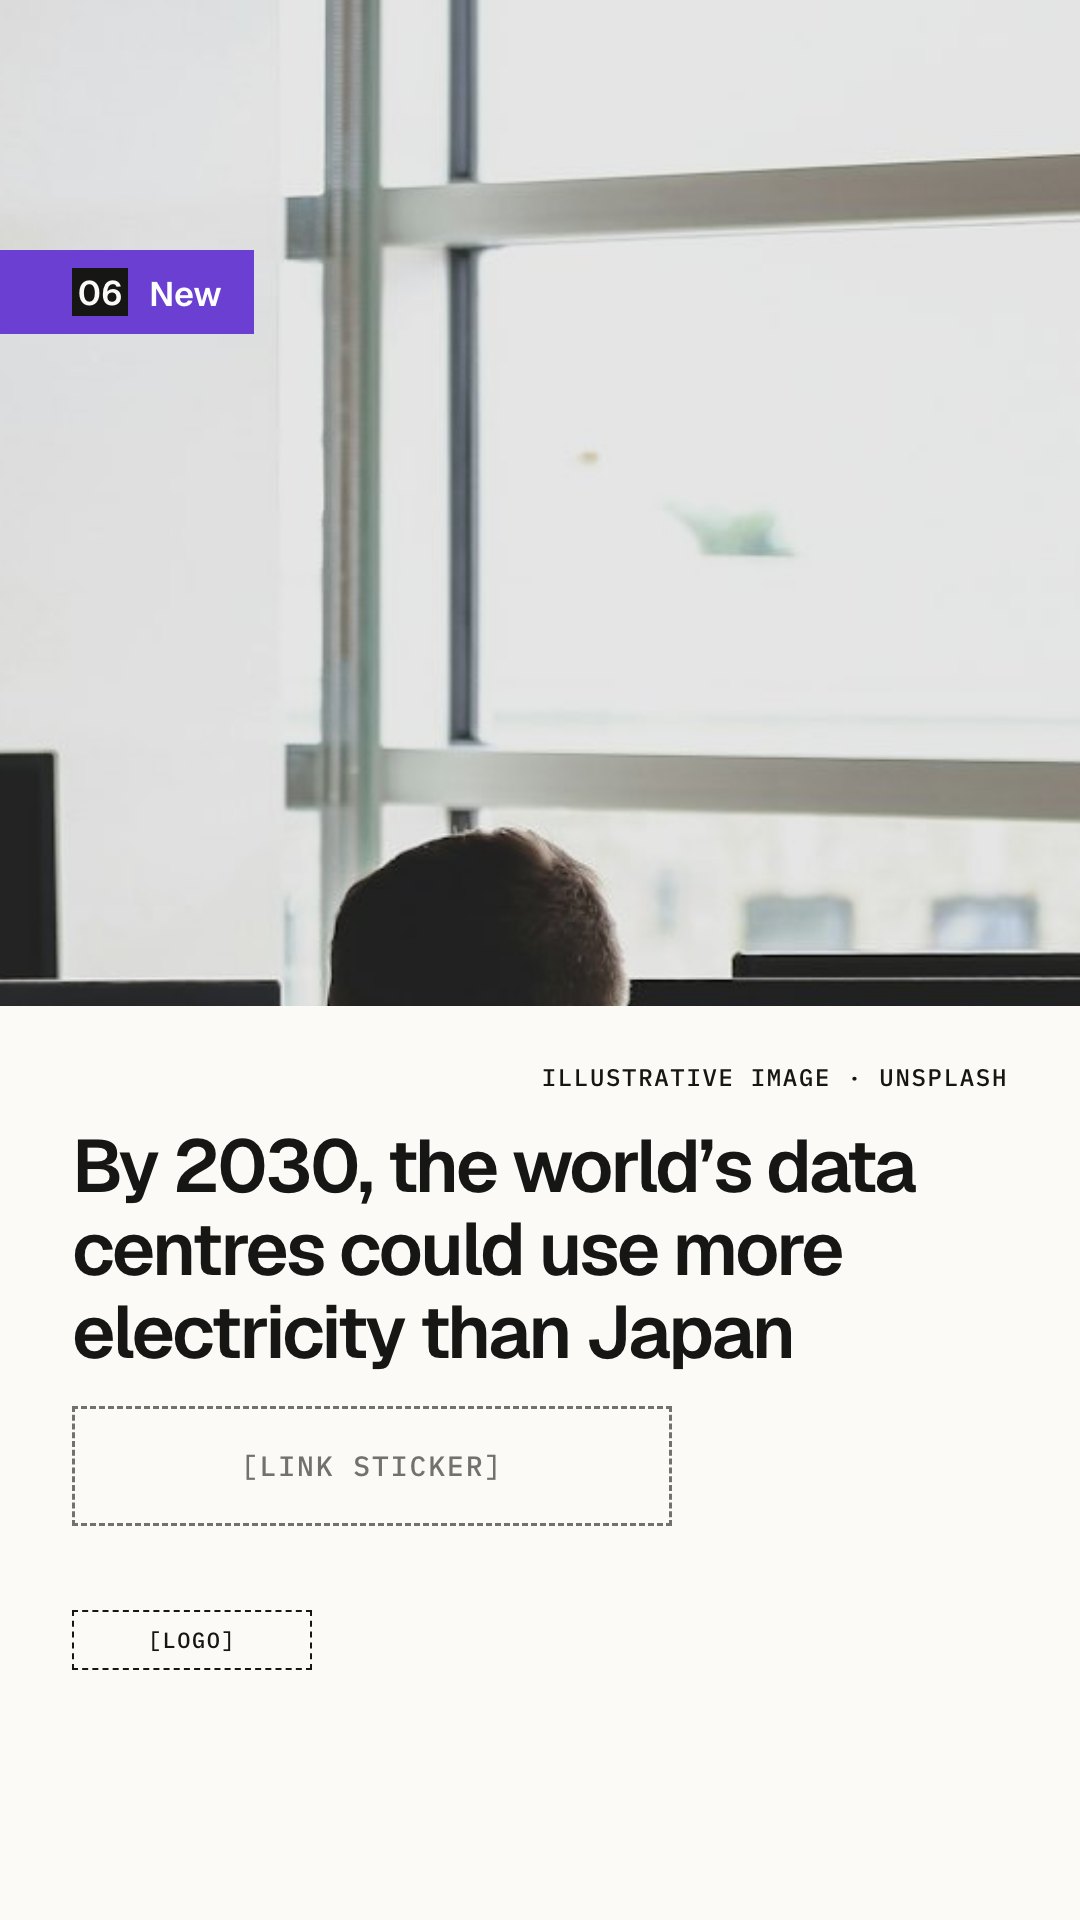 06 New
ILLUSTRATIVE IMAGE · UNSPLASH
By 2030, the world’s data
centres could use more
electricity than Japan
[LINK STICKER]
[LOGO]